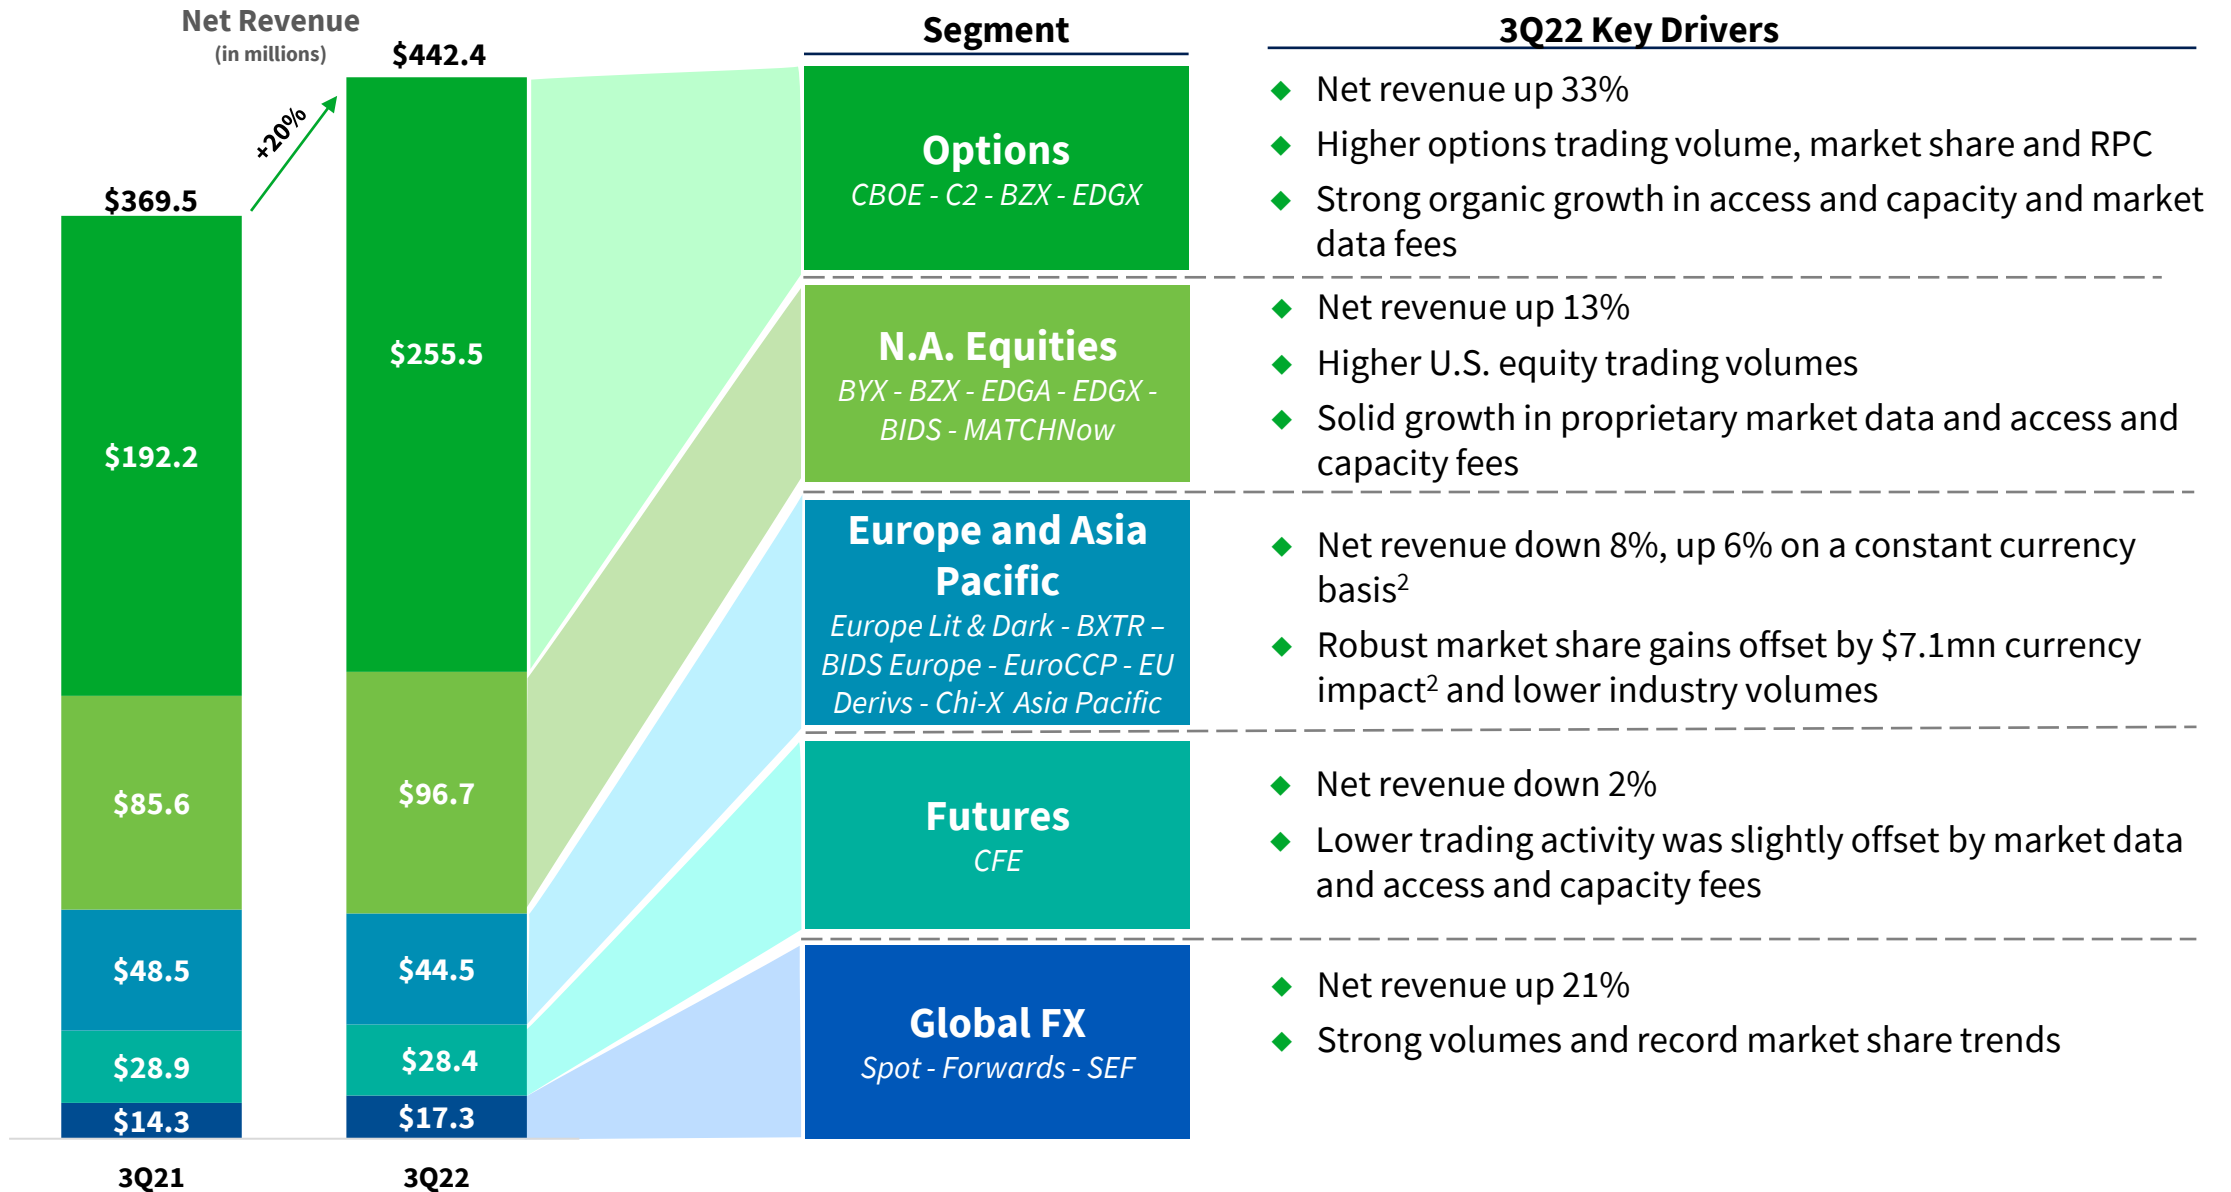 Net Revenue
(in millions)
$442.4
+20%
$369.5
$192.2
$85.6
$48.5
$28.9
$14.3
3Q21
$255.5
$96.7
$44.5
$28.4
$17.3
3Q22
Segment
3Q22 Key Drivers
Options
CBOE - C2 - BZX - EDGX
Net revenue up 33%
Higher options trading volume, market share and RPC
Strong organic growth in access and capacity and market
data fees
N.A. Equities
BYX - BZX - EDGA - EDGX -
BIDS - MATCHNow
Net revenue up 13%
Higher U.S. equity trading volumes
Solid growth in proprietary market data and access and
capacity fees
Europe and Asia
Pacific
Europe Lit & Dark - BXTR –
BIDS Europe - EuroCCP - EU
Derivs - Chi-X Asia Pacific
Net revenue down 8%, up 6% on a constant currency
basis²
Robust market share gains offset by $7.1mn currency
impact² and lower industry volumes
Futures
CFE
Net revenue down 2%
Lower trading activity was slightly offset by market data
and access and capacity fees
Global FX
Spot - Forwards - SEF
Net revenue up 21%
Strong volumes and record market share trends